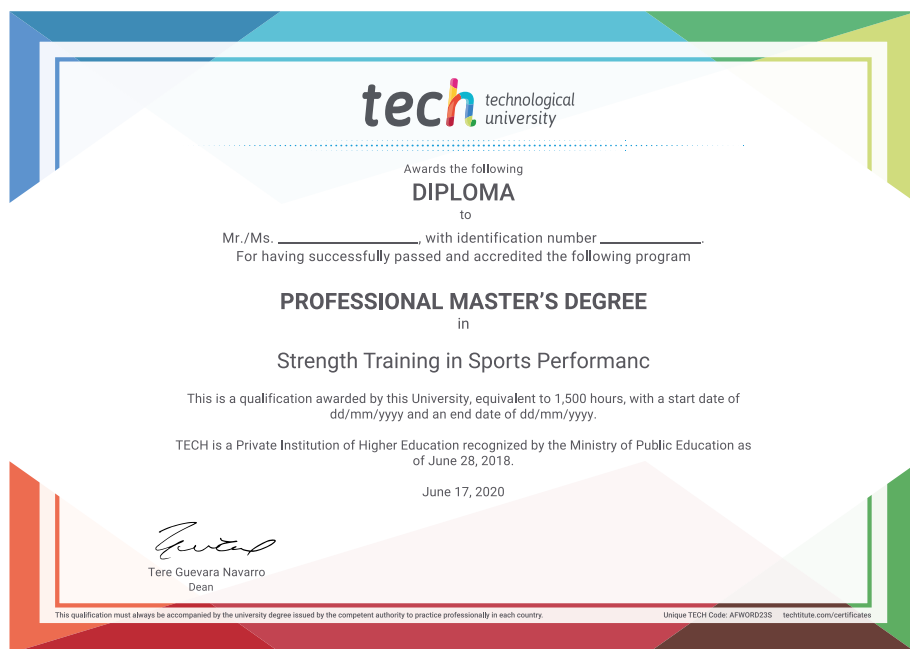 tech technological
university
Awards the following
DIPLOMA
to
Mr./Ms. ____________________, with identification number ______________.
For having successfully passed and accredited the following program
PROFESSIONAL MASTER'S DEGREE
in
Strength Training in Sports Performanc
This is a qualification awarded by this University, equivalent to 1,500 hours, with a start date of
dd/mm/yyyy and an end date of dd/mm/yyyy.
TECH is a Private Institution of Higher Education recognized by the Ministry of Public Education as
of June 28, 2018.
June 17, 2020
Tere Guevara Navarro
Dean
This qualification must always be accompanied by the university degree issued by the competent authority to practice professionally in each country.
Unique TECH Code: AFWORD23S techtitute.com/certificates